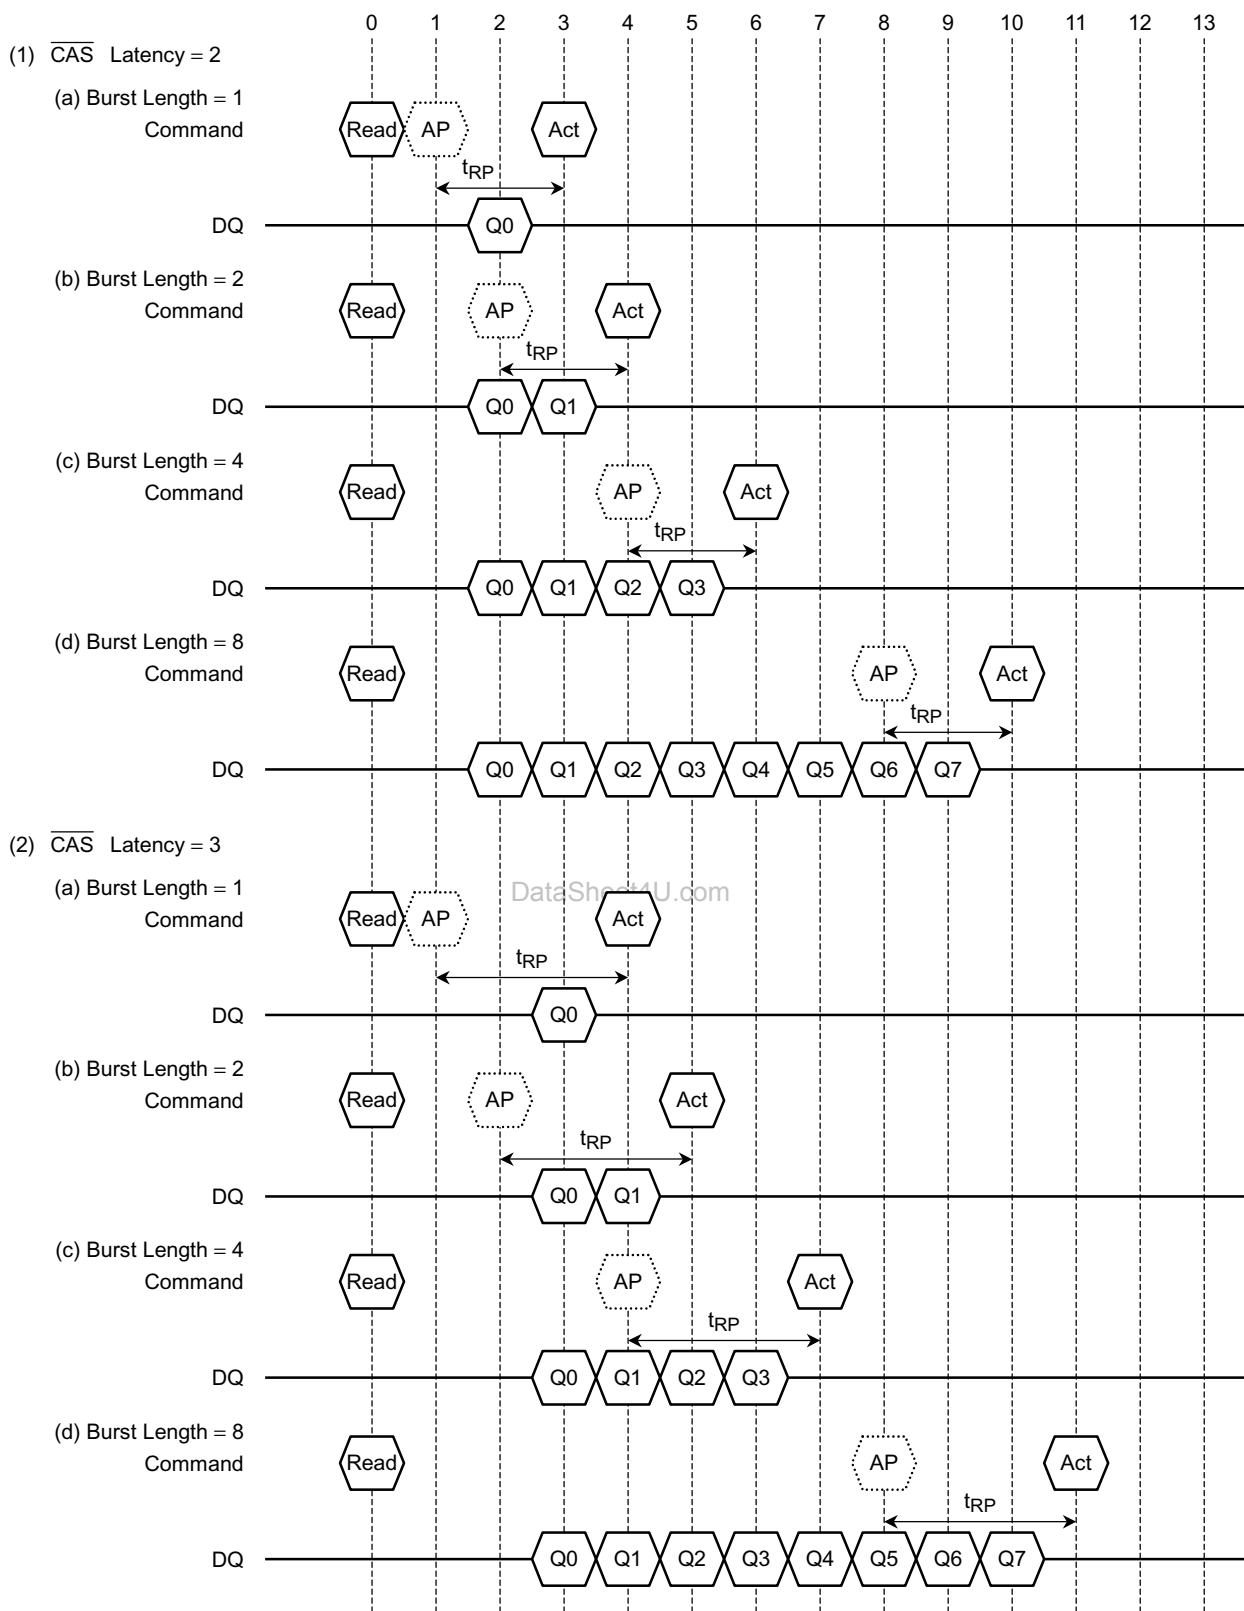 0 1 2 3 4 5 6 7 8 9 10 11 12 13
(1) CAS Latency = 2
(a) Burst Length = 1
Command Read AP Act
tRP
DQ Q0
(b) Burst Length = 2
Command Read AP Act
tRP
DQ Q0 Q1
(c) Burst Length = 4
Command Read AP Act
tRP
DQ Q0 Q1 Q2 Q3
(d) Burst Length = 8
Command Read AP Act
tRP
DQ Q0 Q1 Q2 Q3 Q4 Q5 Q6 Q7
(2) CAS Latency = 3
(a) Burst Length = 1
DataSheet4U.com
Command Read AP Act
tRP
DQ Q0
(b) Burst Length = 2
Command Read AP Act
tRP
DQ Q0 Q1
(c) Burst Length = 4
Command Read AP Act
tRP
DQ Q0 Q1 Q2 Q3
(d) Burst Length = 8
Command Read AP Act
tRP
DQ Q0 Q1 Q2 Q3 Q4 Q5 Q6 Q7